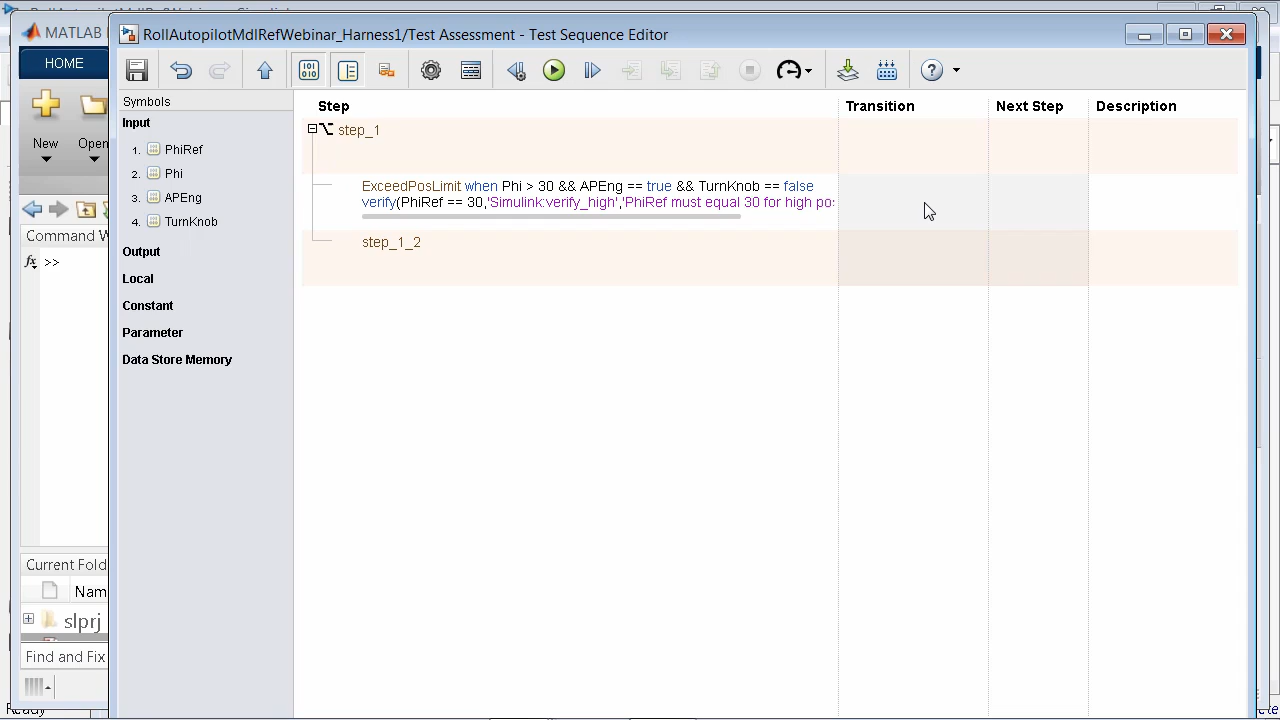 RollAutopilotMdlRefWebinar_Harness1/Test Assessment - Test Sequence Editor
MATLAB
HOME
New
Open
Command W
fx >>
Current Fold
Nam
slprj
Find and Fix
Ready
Symbols
Input
1. PhiRef
2. Phi
3. APEng
4. TurnKnob
Output
Local
Constant
Parameter
Data Store Memory
Step Transition Next Step Description
step_1
ExceedPosLimit when Phi > 30 && APEng == true && TurnKnob == false
verify(PhiRef == 30,'Simulink:verify_high','PhiRef must equal 30 for high po
step_1_2